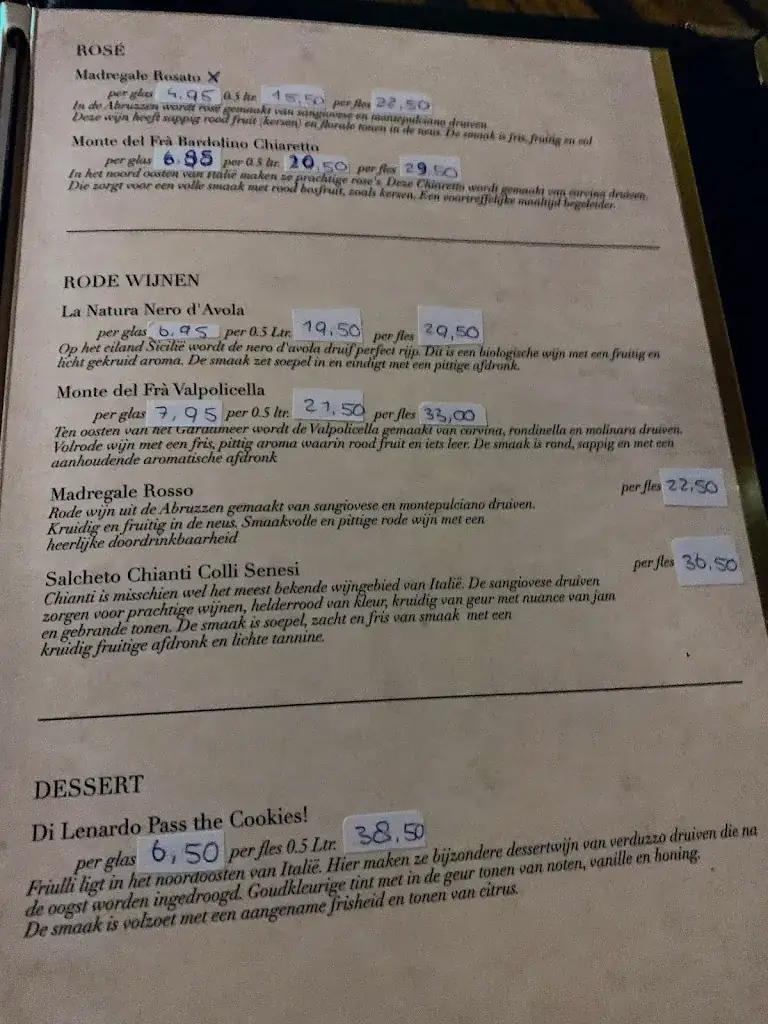 ROSÉ
Madregale Rosato X
per glas 4,95 0.5 ltr. 15,50 per fles 22,50
In de Abruzzen wordt rosé gemaakt van sangiovese en montepulciano druiven
Deze wijn heeft sappig rood fruit (kersen) en florale tonen in de neus. De smaak is fris, fruitig en vol
Monte del Frà Bardolino Chiaretto
per glas 6.95 per 0.5 ltr. 20,50 per fles 29,50
In het noord oosten van Italië maken ze prachtige rose's. Deze Chiaretto wordt gemaakt van corvina druiven.
Die zorgt voor een volle smaak met rood bosfruit, zoals kersen. Een voortreffelijke maaltijd begeleider.
RODE WIJNEN
La Natura Nero d'Avola
per glas 6,95 per 0.5 Ltr. 19,50 per fles 29,50
Op het eiland Sicilië wordt de nero d'avola druif perfect rijp. Dit is een biologische wijn met een fruitig en
licht gekruid aroma. De smaak zet soepel in en eindigt met een pittige afdronk.
Monte del Frà Valpolicella
per glas 7,95 per 0.5 ltr. 21,50 per fles 33,00
Ten oosten van het Gardameer wordt de Valpolicella gemaakt van corvina, rondinella en molinara druiven.
Volrode wijn met een fris, pittig aroma waarin rood fruit en iets leer. De smaak is rond, sappig en met een
aanhoudende aromatische afdronk
Madregale Rosso per fles 22,50
Rode wijn uit de Abruzzen gemaakt van sangiovese en montepulciano druiven.
Kruidig en fruitig in de neus. Smaakvolle en pittige rode wijn met een
heerlijke doordrinkbaarheid
Salcheto Chianti Colli Senesi per fles 36,50
Chianti is misschien wel het meest bekende wijngebied van Italië. De sangiovese druiven
zorgen voor prachtige wijnen, helderrood van kleur, kruidig van geur met nuance van jam
en gebrande tonen. De smaak is soepel, zacht en fris van smaak met een
kruidig fruitige afdronk en lichte tannine.
DESSERT
Di Lenardo Pass the Cookies!
per glas 6,50 per fles 0.5 Ltr. 38,50
Friulli ligt in het noordoosten van Italië. Hier maken ze bijzondere dessertwijn van verduzzo druiven die na
de oogst worden ingedroogd. Goudkleurige tint met in de geur tonen van noten, vanille en honing.
De smaak is volzoet met een aangename frisheid en tonen van citrus.